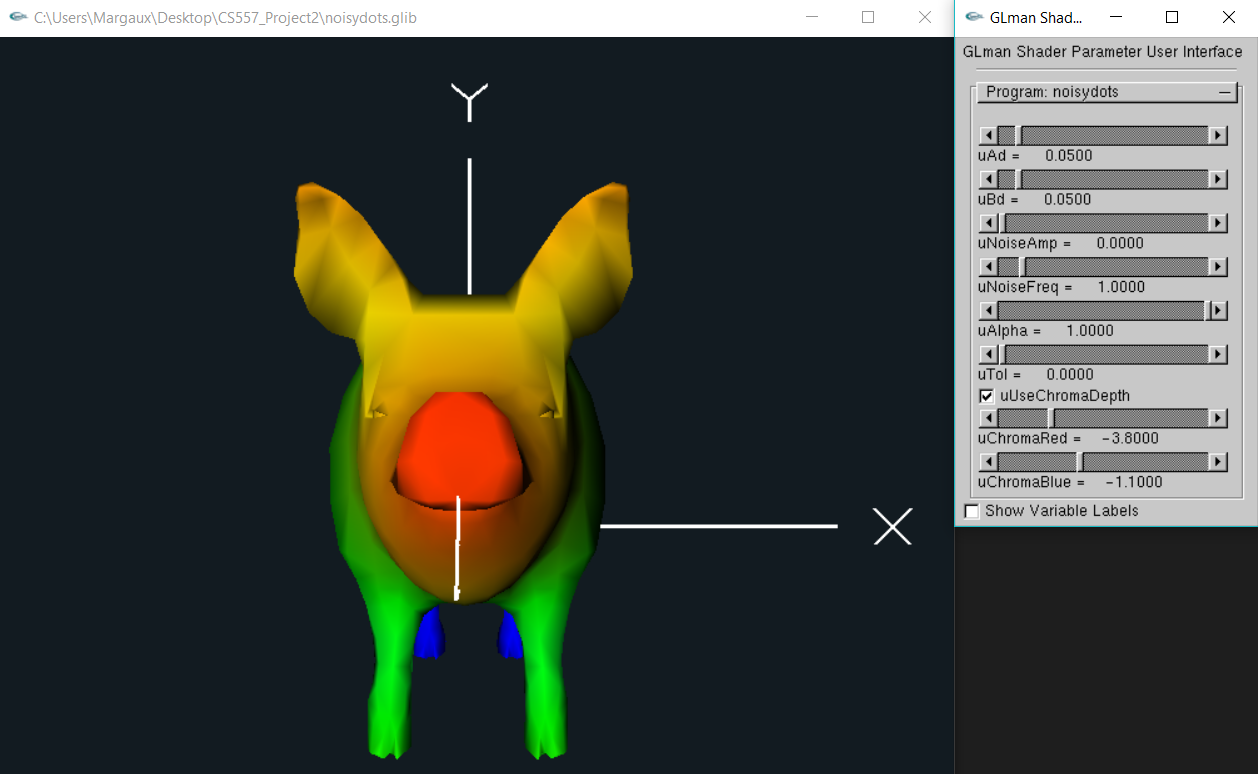 C:\Users\Margaux\Desktop\CS557_Project2\noisydots.glib
Y
X
GLman Shad...
GLman Shader Parameter User Interface
Program: noisydots
uAd = 0.0500
uBd = 0.0500
uNoiseAmp = 0.0000
uNoiseFreq = 1.0000
uAlpha = 1.0000
uTol = 0.0000
uUseChromaDepth
uChromaRed = -3.8000
uChromaBlue = -1.1000
Show Variable Labels